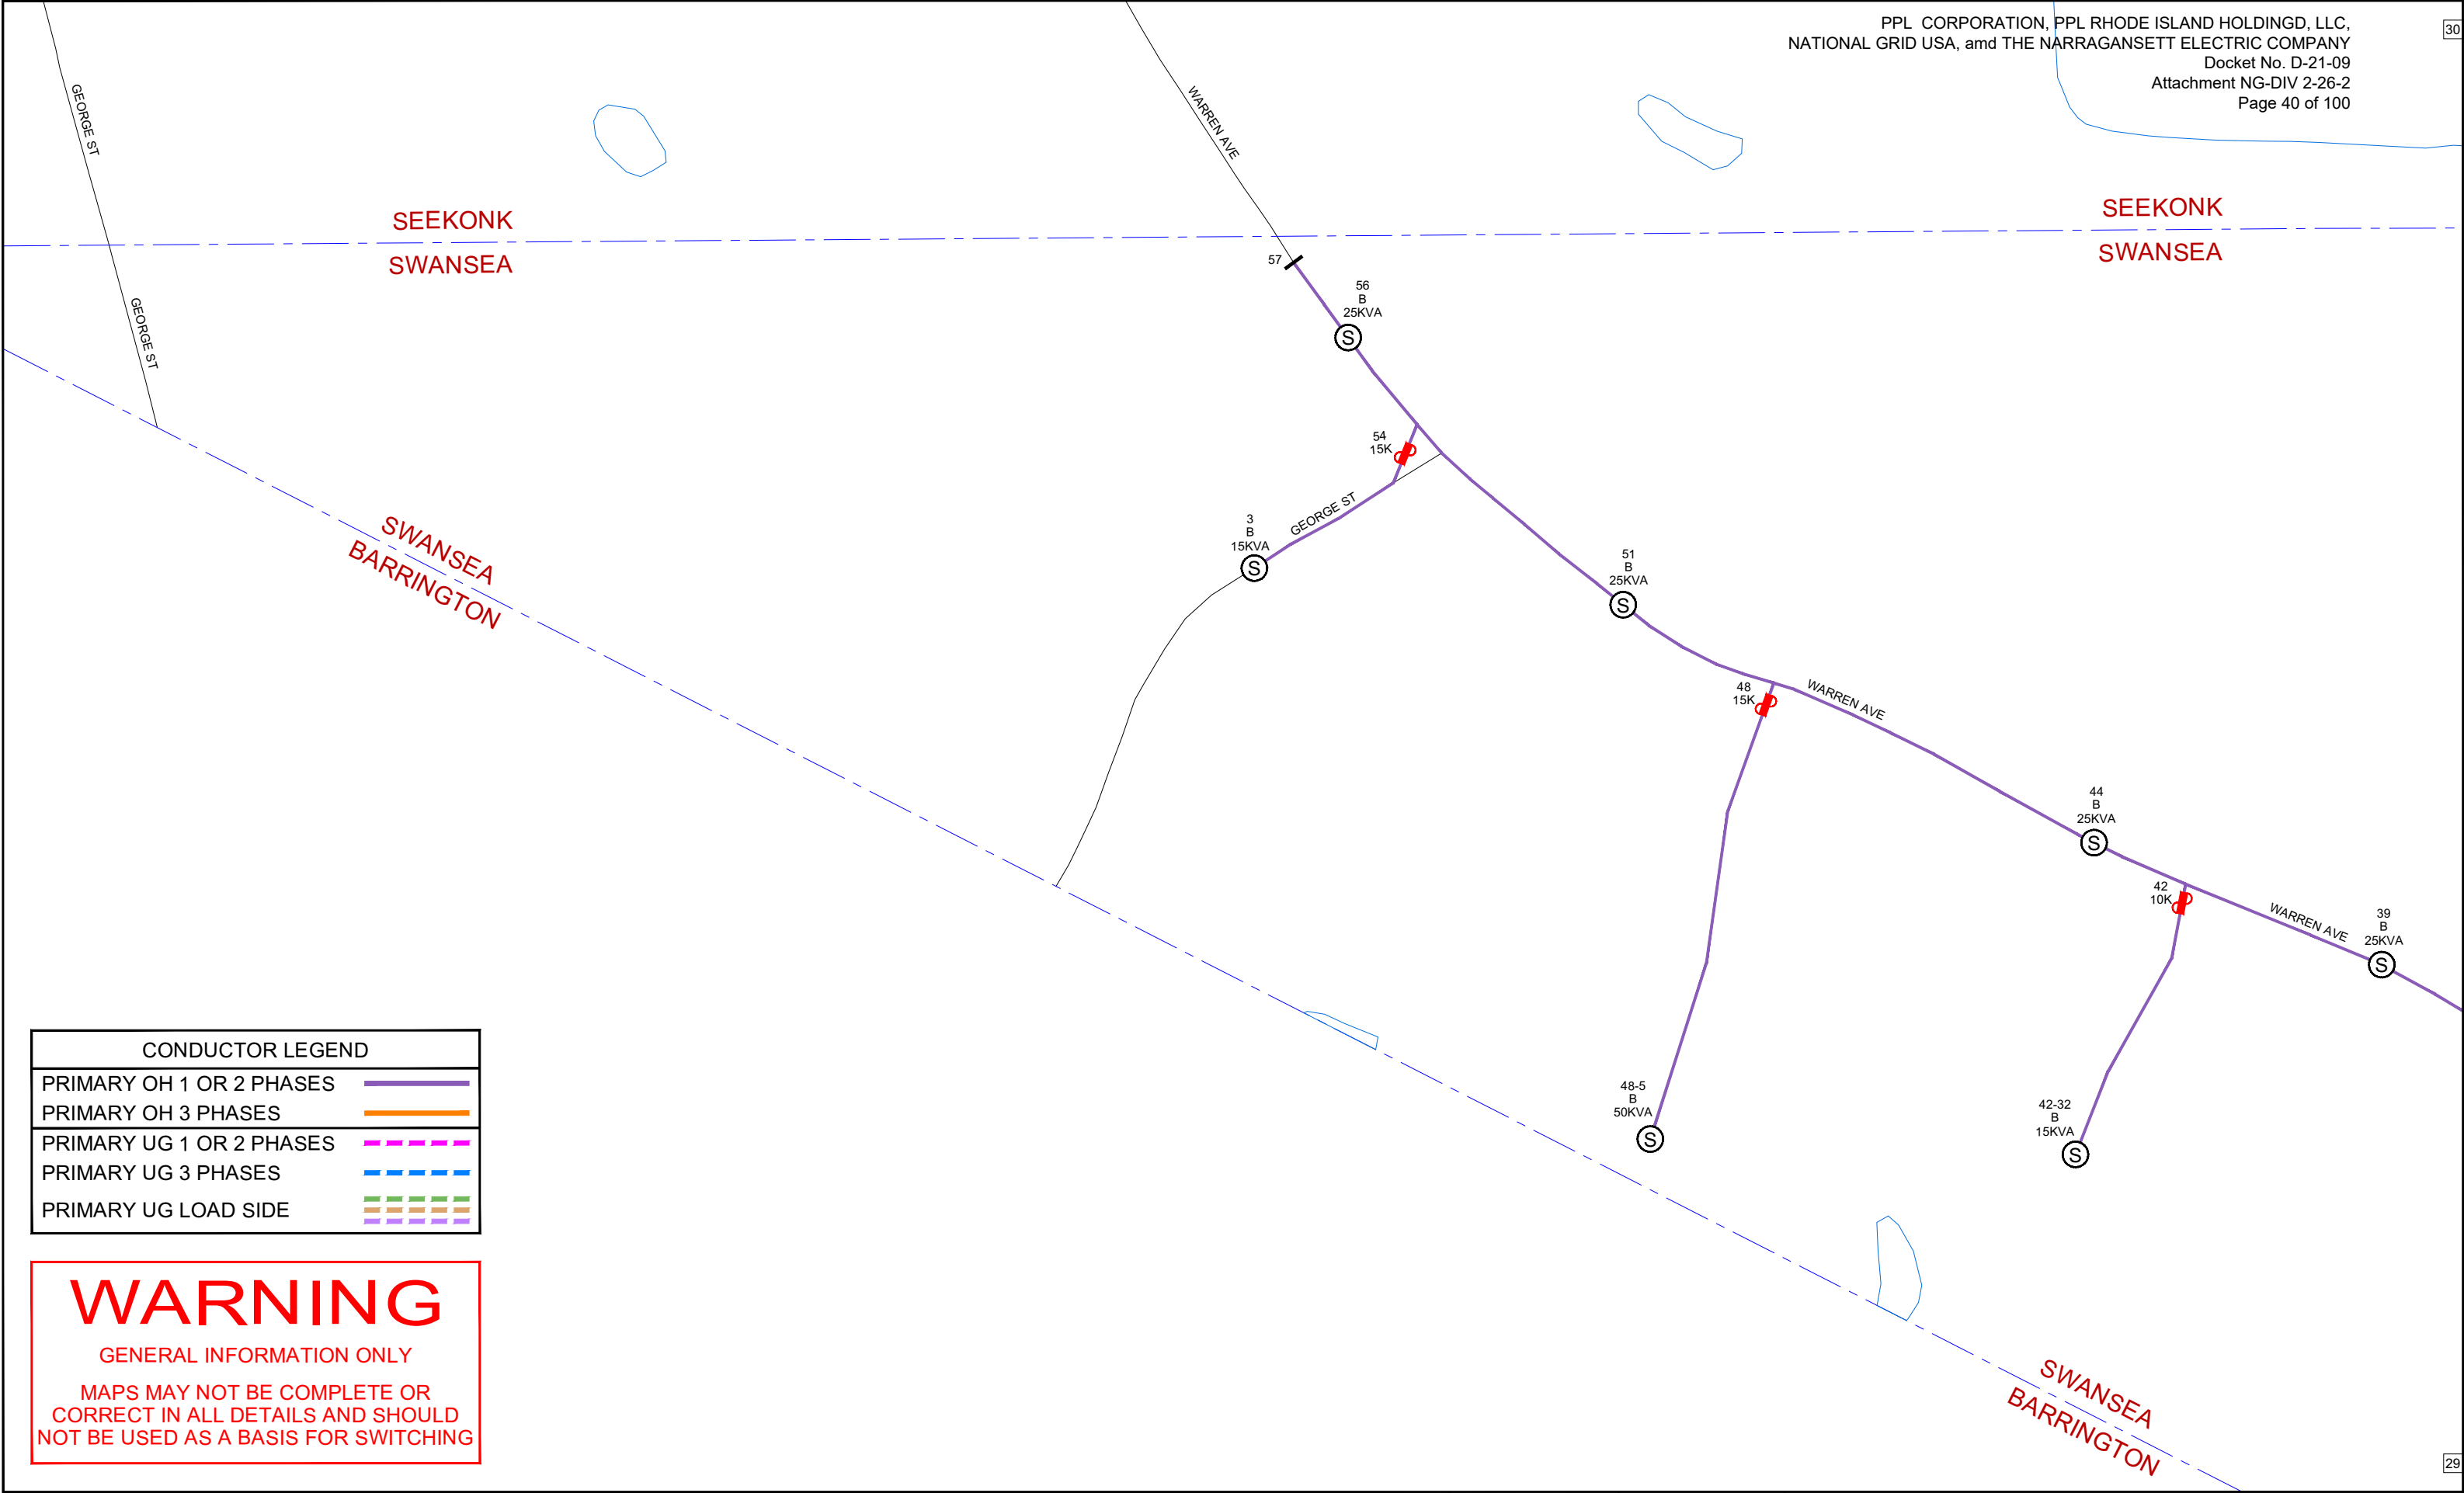 PPL CORPORATION, PPL RHODE ISLAND HOLDINGD, LLC,
NATIONAL GRID USA, amd THE NARRAGANSETT ELECTRIC COMPANY
Docket No. D-21-09
Attachment NG-DIV 2-26-2
Page 40 of 100
30
GEORGE ST
WARREN AVE
SEEKONK
SWANSEA
SEEKONK
SWANSEA
57
GEORGE ST
56
B
25KVA
54
15K
GEORGE ST
3
B
15KVA
SWANSEA
BARRINGTON
51
B
25KVA
48
15K
WARREN AVE
44
B
25KVA
42
10K
WARREN AVE
39
B
25KVA
48-5
B
50KVA
42-32
B
15KVA
S
S
S
S
S
S
S
CONDUCTOR LEGEND
PRIMARY OH 1 OR 2 PHASES
PRIMARY OH 3 PHASES
PRIMARY UG 1 OR 2 PHASES
PRIMARY UG 3 PHASES
PRIMARY UG LOAD SIDE
WARNING
GENERAL INFORMATION ONLY
MAPS MAY NOT BE COMPLETE OR
CORRECT IN ALL DETAILS AND SHOULD
NOT BE USED AS A BASIS FOR SWITCHING
SWANSEA
BARRINGTON
29